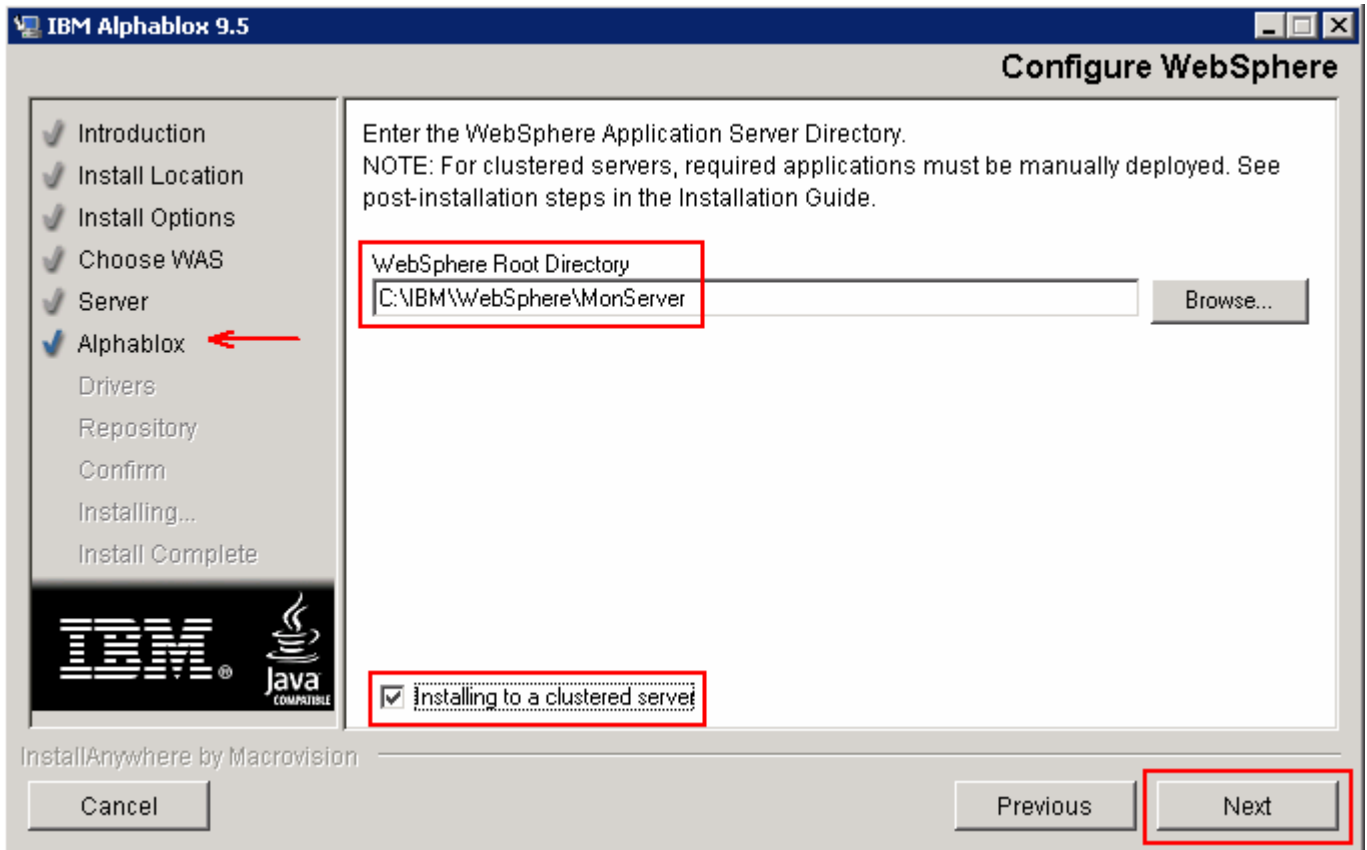 IBM Alphablox 9.5
Configure WebSphere
Introduction
Install Location
Install Options
Choose WAS
Server
Alphablox
Drivers
Repository
Confirm
Installing...
Install Complete
IBM®
Java
COMPATIBLE
Enter the WebSphere Application Server Directory.
NOTE: For clustered servers, required applications must be manually deployed. See
post-installation steps in the Installation Guide.
WebSphere Root Directory
C:\IBM\WebSphere\MonServer
Browse...
Installing to a clustered server
InstallAnywhere by Macrovision
Cancel
Previous
Next